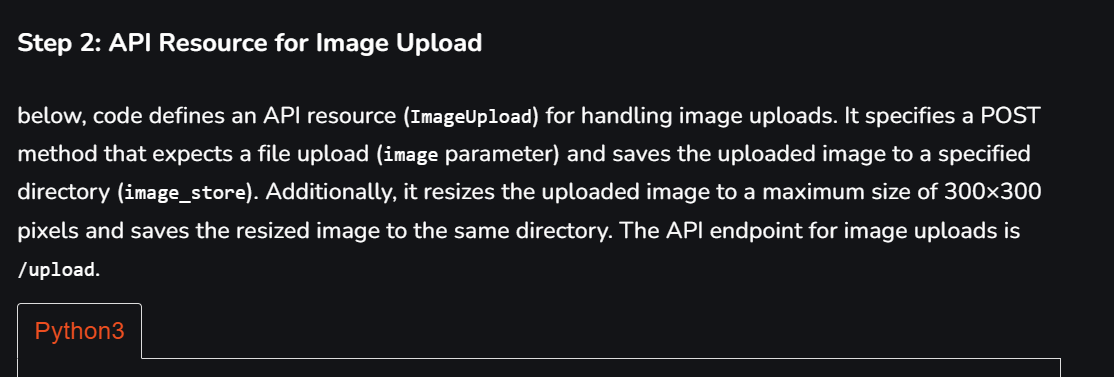 Step 2: API Resource for Image Upload
below, code defines an API resource (ImageUpload) for handling image uploads. It specifies a POST
method that expects a file upload (image parameter) and saves the uploaded image to a specified
directory (image_store). Additionally, it resizes the uploaded image to a maximum size of 300×300
pixels and saves the resized image to the same directory. The API endpoint for image uploads is
/upload.
Python3